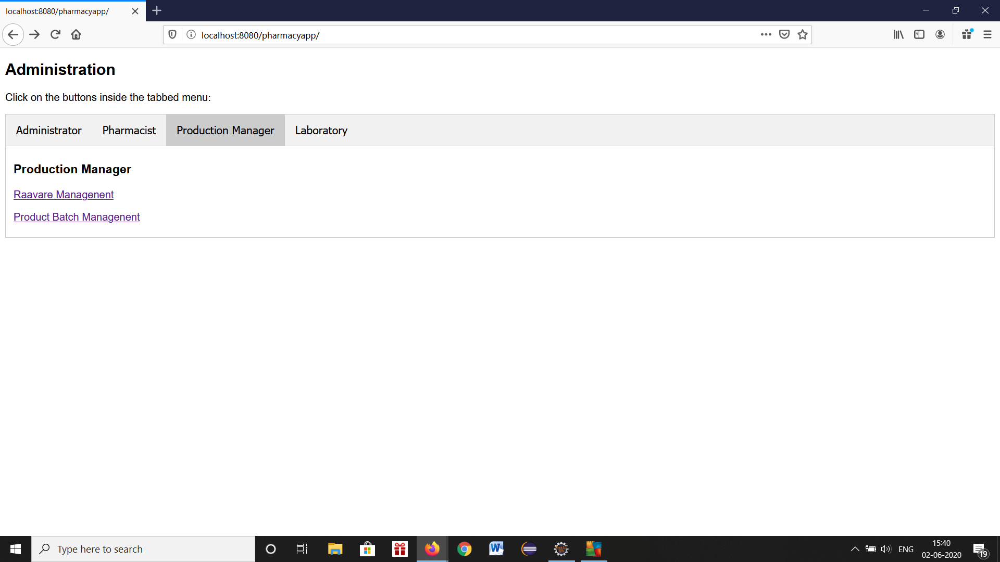 localhost:8080/pharmacyapp/
localhost:8080/pharmacyapp/
Administration
Click on the buttons inside the tabbed menu:
Administrator Pharmacist Production Manager Laboratory
Production Manager
Raavare Managenent
Product Batch Managenent
Type here to search
ENG
15:40
02-06-2020
19